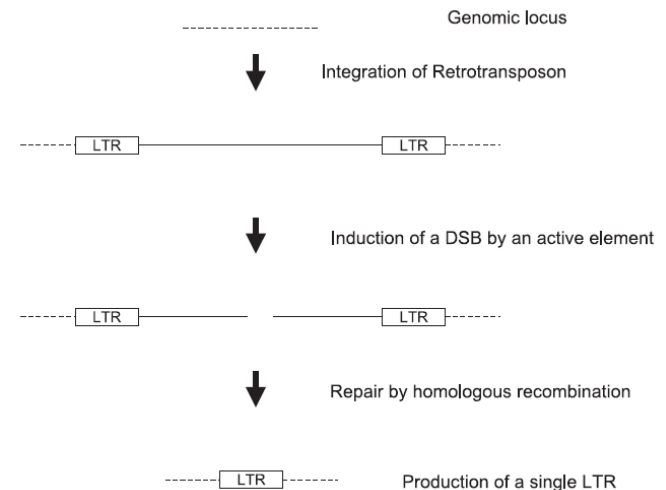 Genomic locus
Integration of Retrotransposon
LTR LTR
Induction of a DSB by an active element
LTR LTR
Repair by homologous recombination
LTR
Production of a single LTR